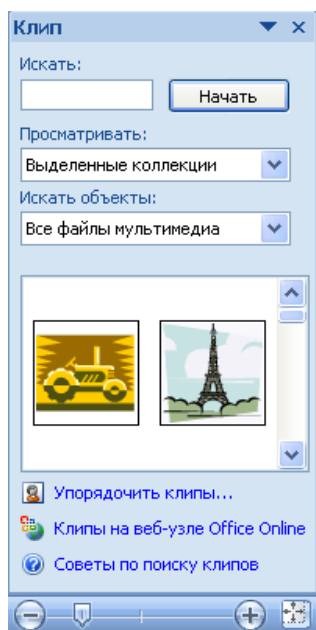 Клип
Искать:
Начать
Просматривать:
Выделенные коллекции
Искать объекты:
Все файлы мультимедиа
Упорядочить клипы...
Клипы на веб-узле Office Online
Советы по поиску клипов